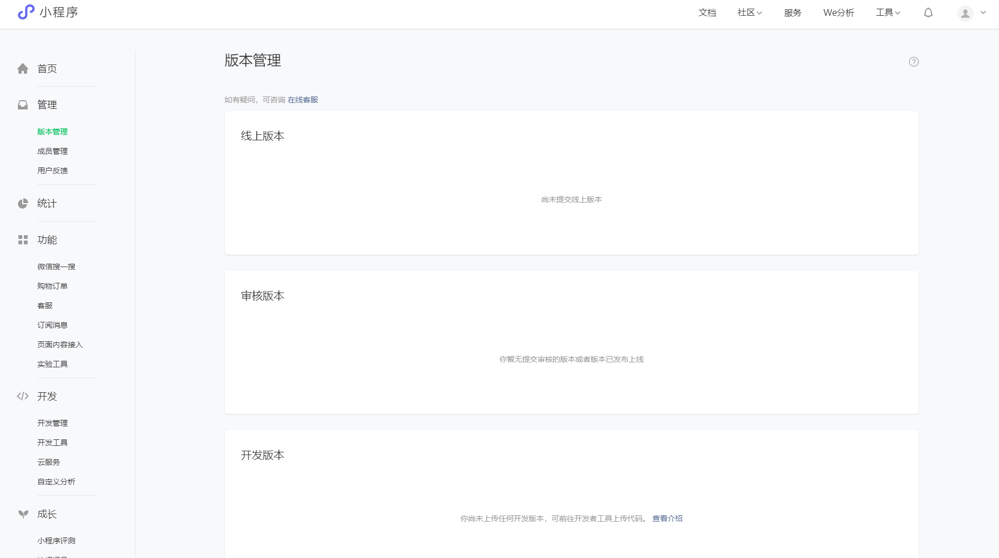 小程序
文档 社区 服务 We分析 工具
首页
管理
版本管理
成员管理
用户反馈
统计
功能
微信搜一搜
购物订单
客服
订阅消息
页面内容接入
实验工具
开发
开发管理
开发工具
云服务
自定义分析
成长
小程序评测
版本管理
?
如有疑问，可咨询 在线客服
线上版本
尚未提交线上版本
审核版本
你暂无提交审核的版本或者版本已发布上线
开发版本
你尚未上传任何开发版本，可前往开发者工具上传代码。 查看介绍